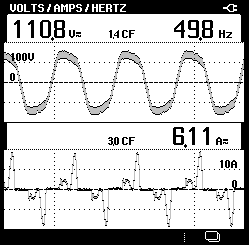 VOLTS/AMPS/HERTZ
110.8 V≂ 1.4 CF 49.8 Hz
100V
0
3.0 CF 6.11 A≂
10A
0